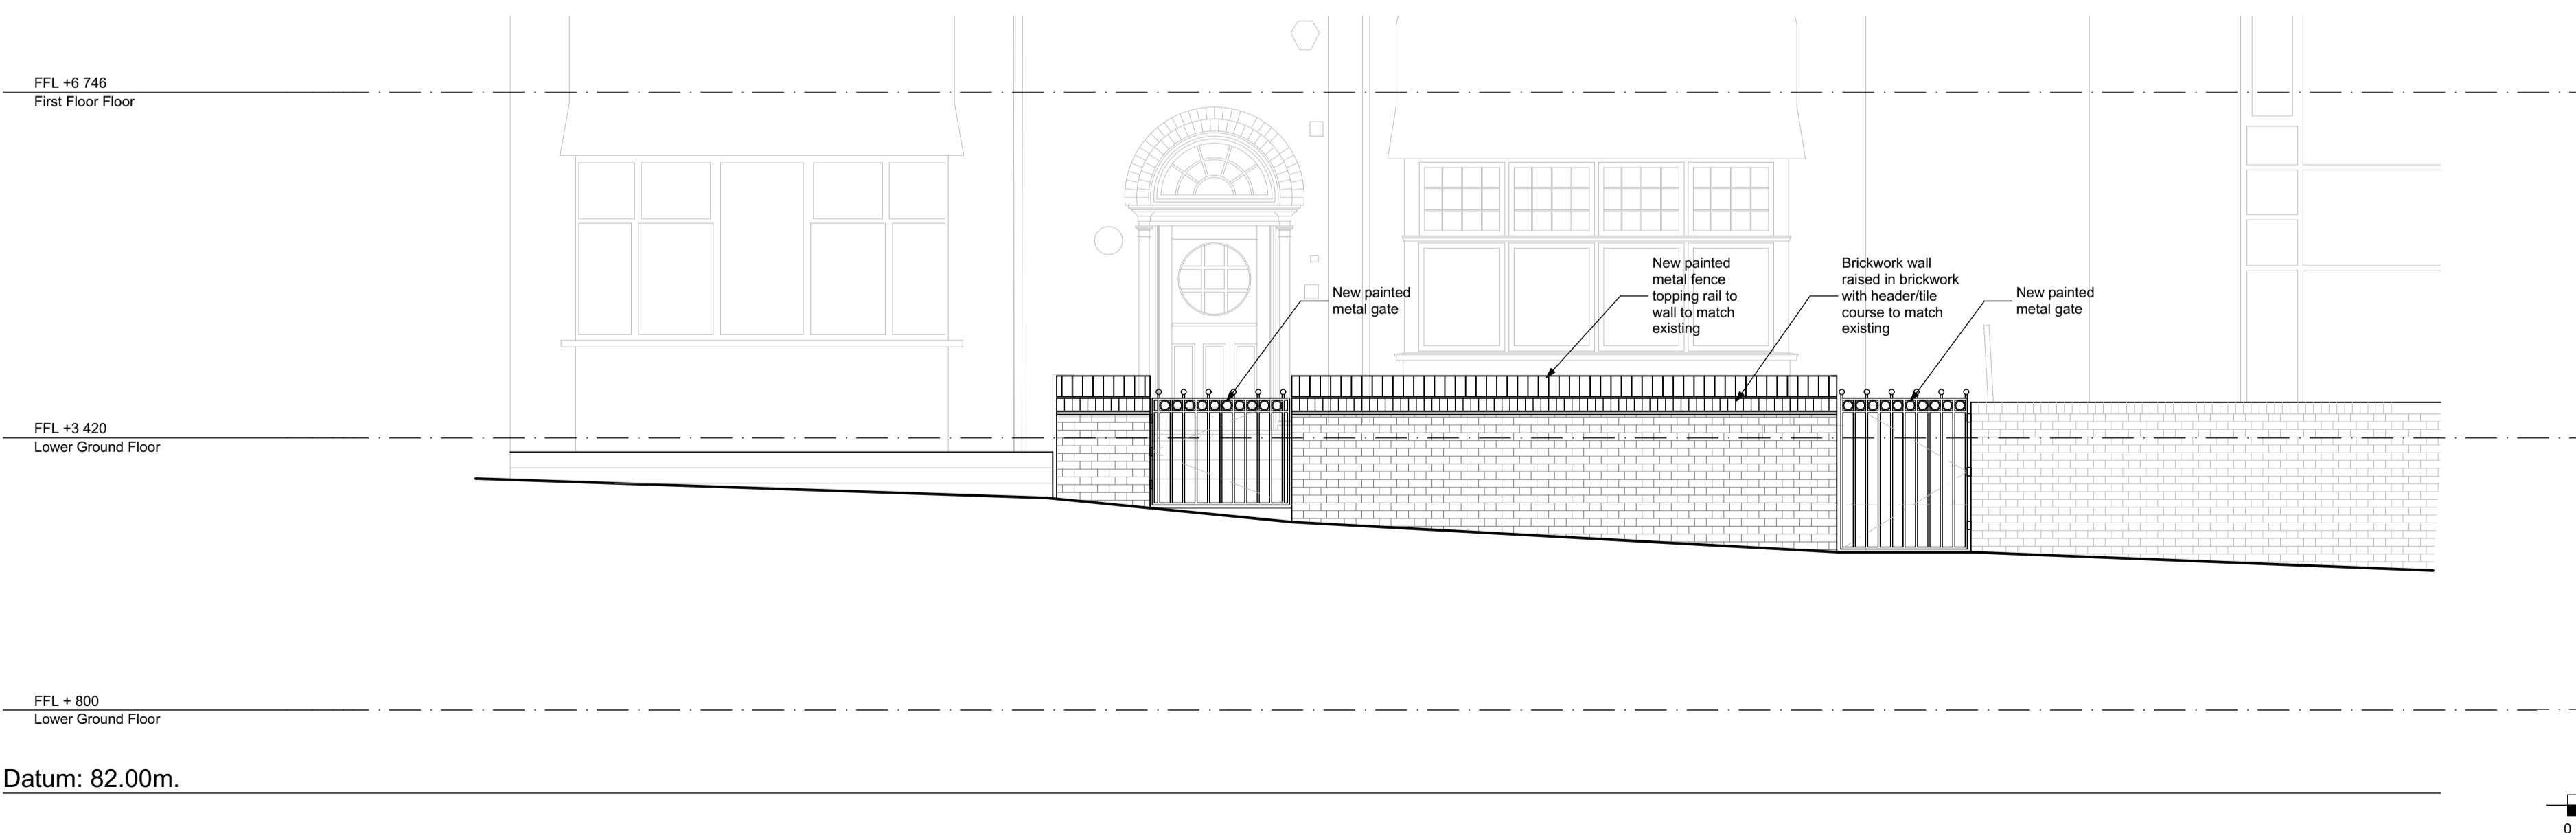 FFL +6 746
First Floor Floor
New painted
metal gate
New painted
metal fence
topping rail to
wall to match
existing
Brickwork wall
raised in brickwork
with header/tile
course to match
existing
New painted
metal gate
FFL +3 420
Lower Ground Floor
FFL + 800
Lower Ground Floor
Datum: 82.00m.
0